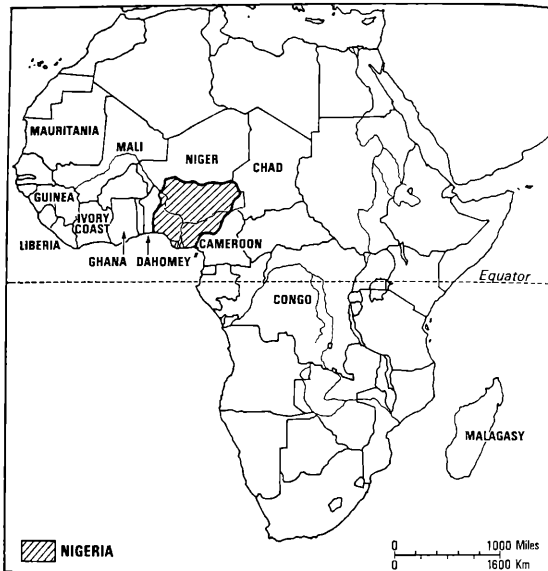 MAURITANIA
MALI
NIGER
CHAD
GUINEA
IVORY
COAST
LIBERIA
GHANA
DAHOMEY
CAMEROON
Equator
CONGO
MALAGASY
NIGERIA
0 1000 Miles
0 1600 Km